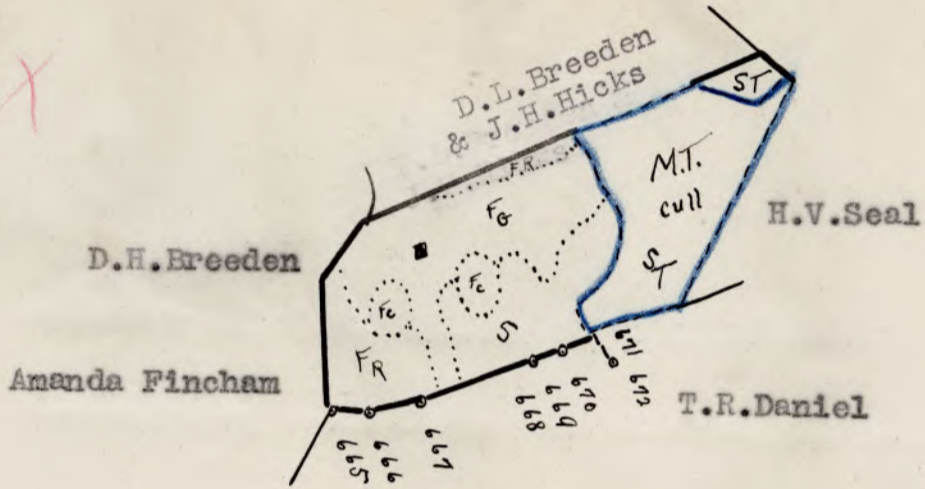 D.L.Breeden
& J.H.Hicks
ST
F.R.
M.T.
cull
FG
H.V.Seal
D.H.Breeden
ST
Fc
Fc
S
FR
Amanda Fincham
T.R.Daniel
665
666
667
668
669
670
671
672